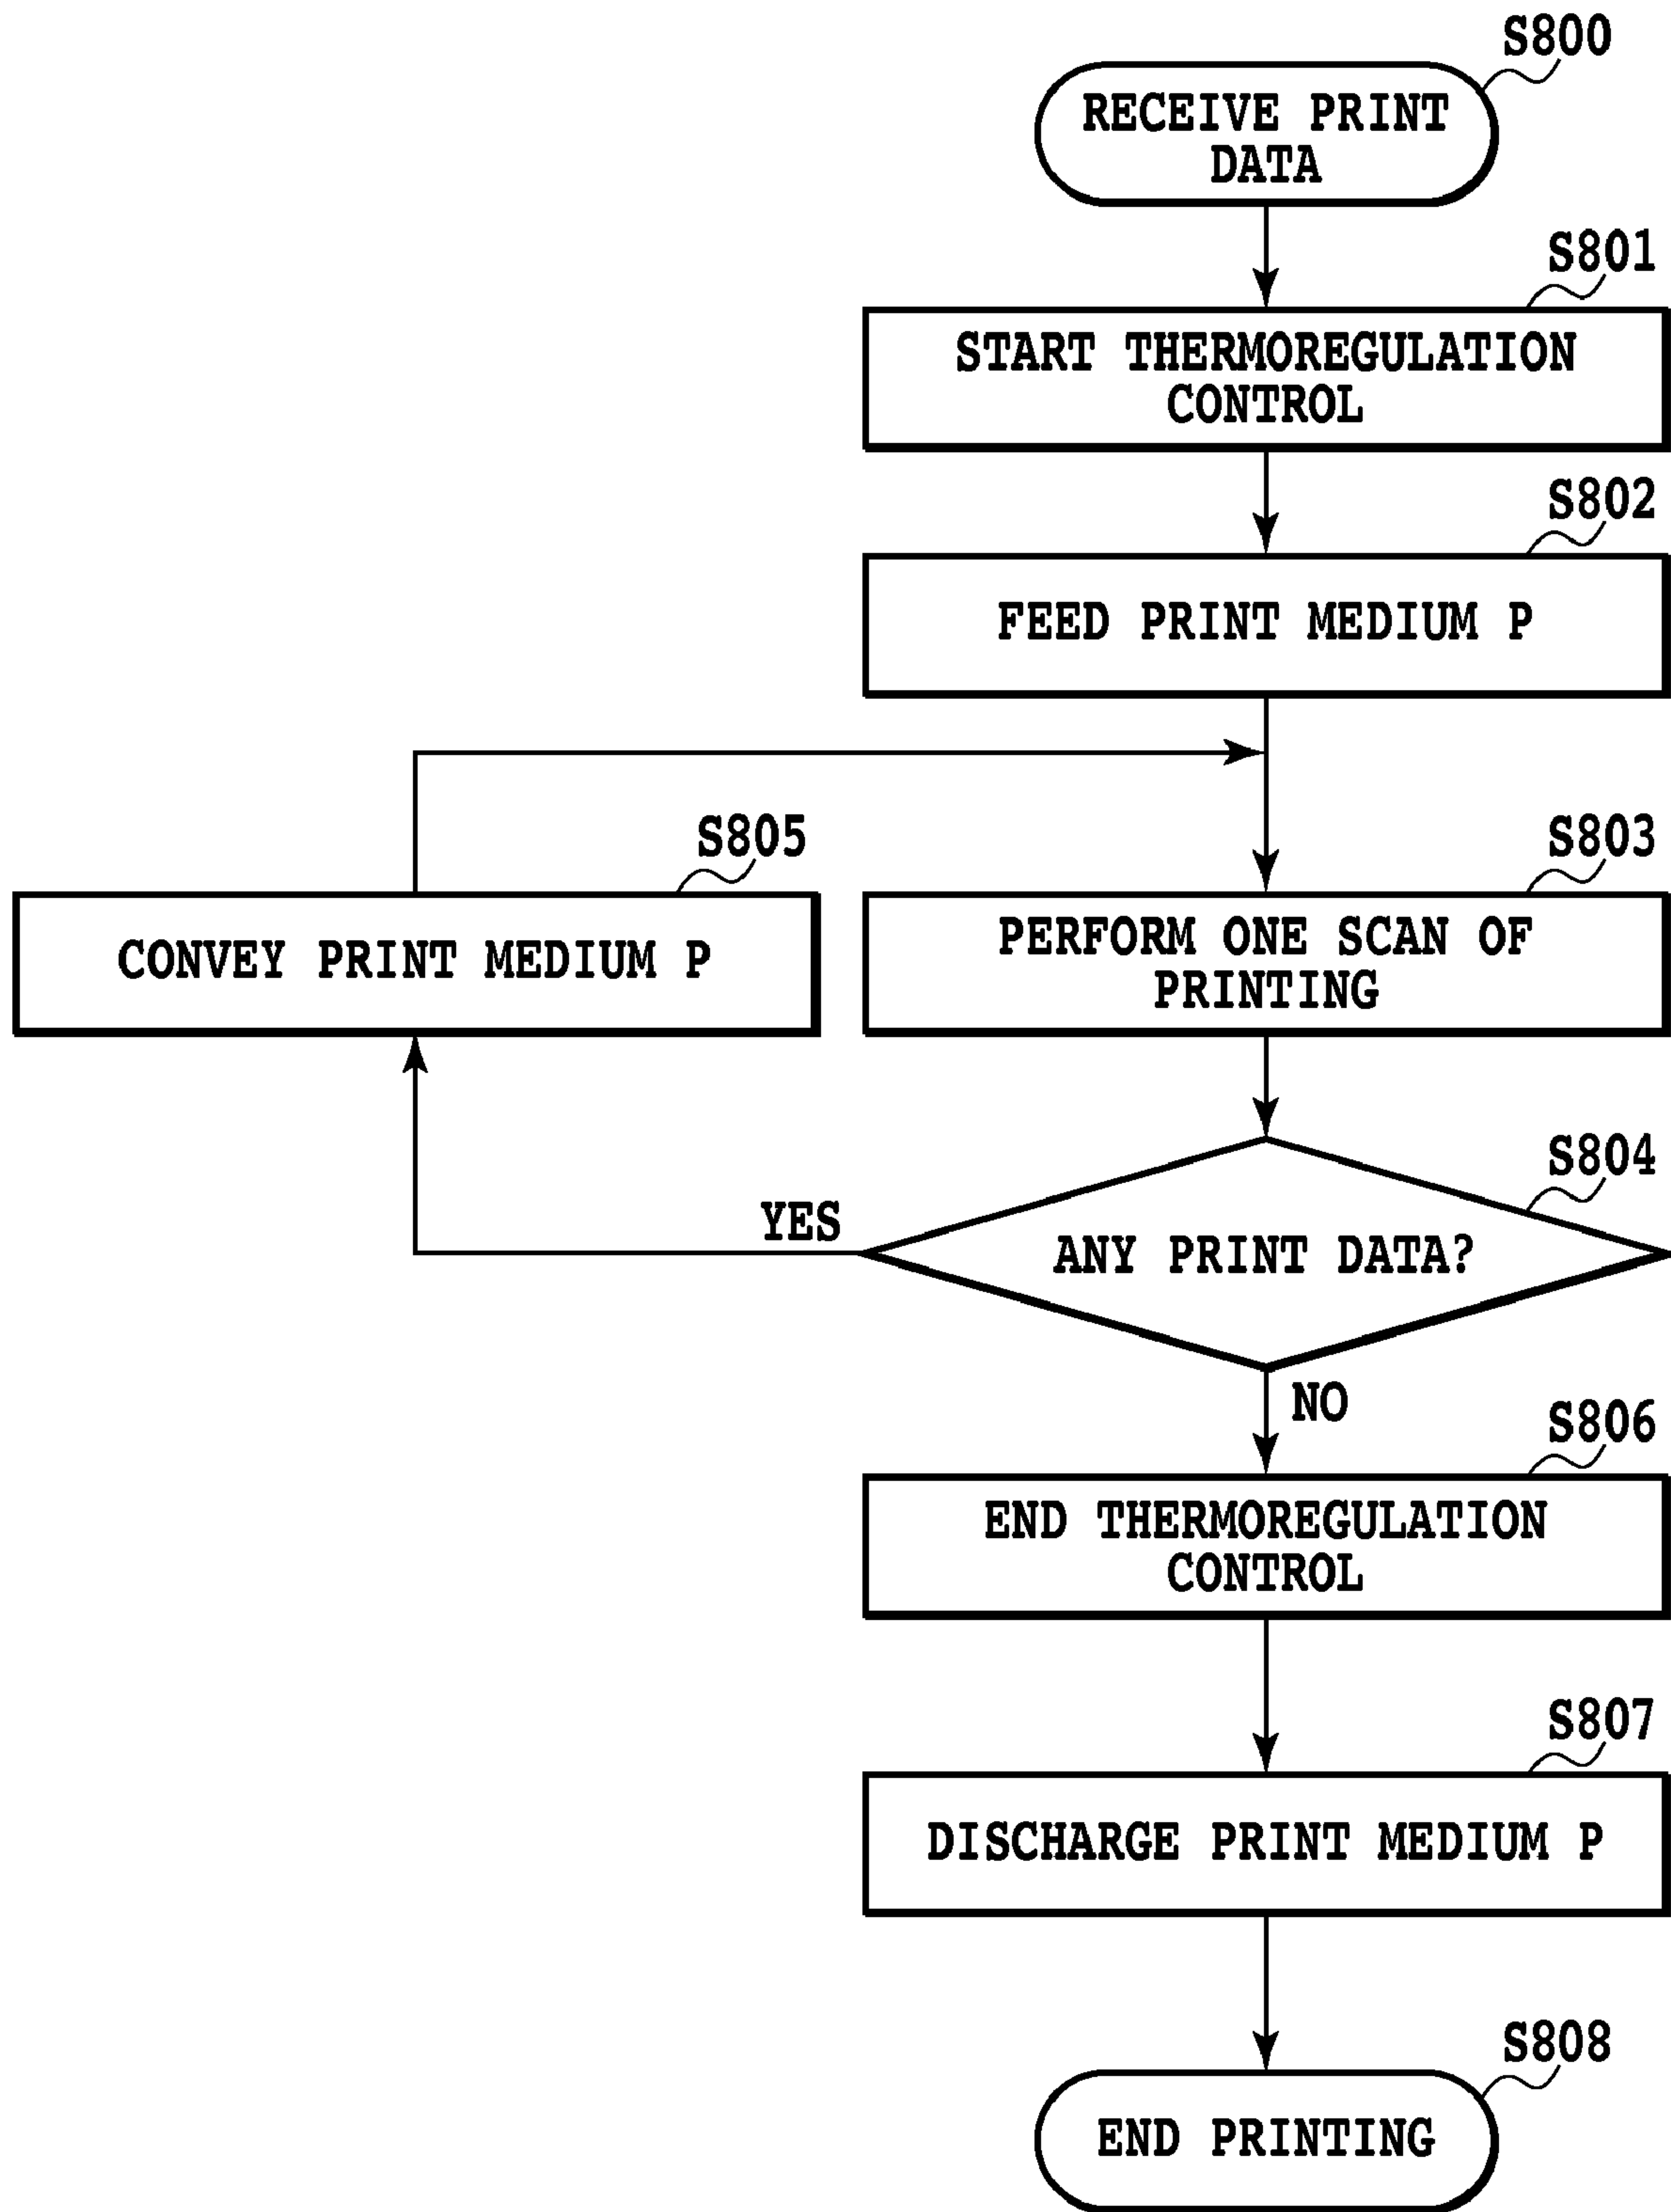 S800
RECEIVE PRINT
DATA
S801
START THERMOREGULATION
CONTROL
S802
FEED PRINT MEDIUM P
S805
CONVEY PRINT MEDIUM P
S803
PERFORM ONE SCAN OF
PRINTING
S804
YES
ANY PRINT DATA?
NO
S806
END THERMOREGULATION
CONTROL
S807
DISCHARGE PRINT MEDIUM P
S808
END PRINTING